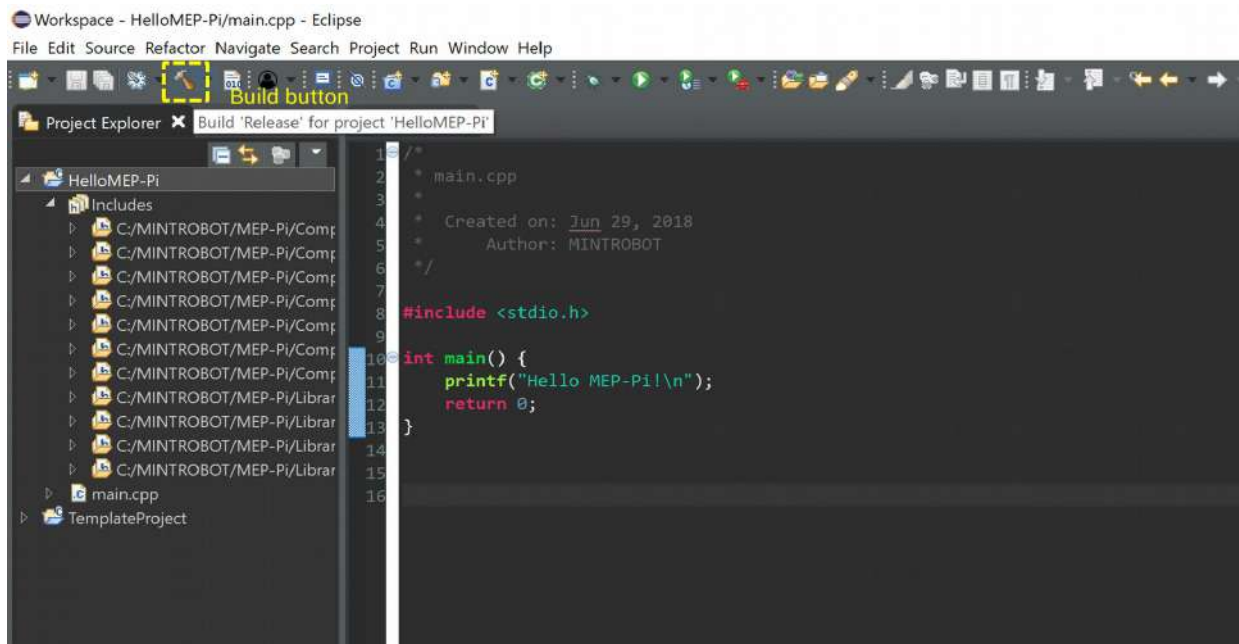 Workspace - HelloMEP-Pi/main.cpp - Eclipse
File Edit Source Refactor Navigate Search Project Run Window Help
010
Build button
Project Explorer
Build 'Release' for project 'HelloMEP-Pi'
HelloMEP-Pi
Includes
C:/MINTROBOT/MEP-Pi/Comp
C:/MINTROBOT/MEP-Pi/Comp
C:/MINTROBOT/MEP-Pi/Comp
C:/MINTROBOT/MEP-Pi/Comp
C:/MINTROBOT/MEP-Pi/Comp
C:/MINTROBOT/MEP-Pi/Comp
C:/MINTROBOT/MEP-Pi/Comp
C:/MINTROBOT/MEP-Pi/Librar
C:/MINTROBOT/MEP-Pi/Librar
C:/MINTROBOT/MEP-Pi/Librar
C:/MINTROBOT/MEP-Pi/Librar
main.cpp
TemplateProject
1 /*
2 * main.cpp
3 *
4 * Created on: Jun 29, 2018
5 * Author: MINTROBOT
6 */
7
8 #include <stdio.h>
9
10 int main() {
11 printf("Hello MEP-Pi!\n");
12 return 0;
13 }
14
15
16